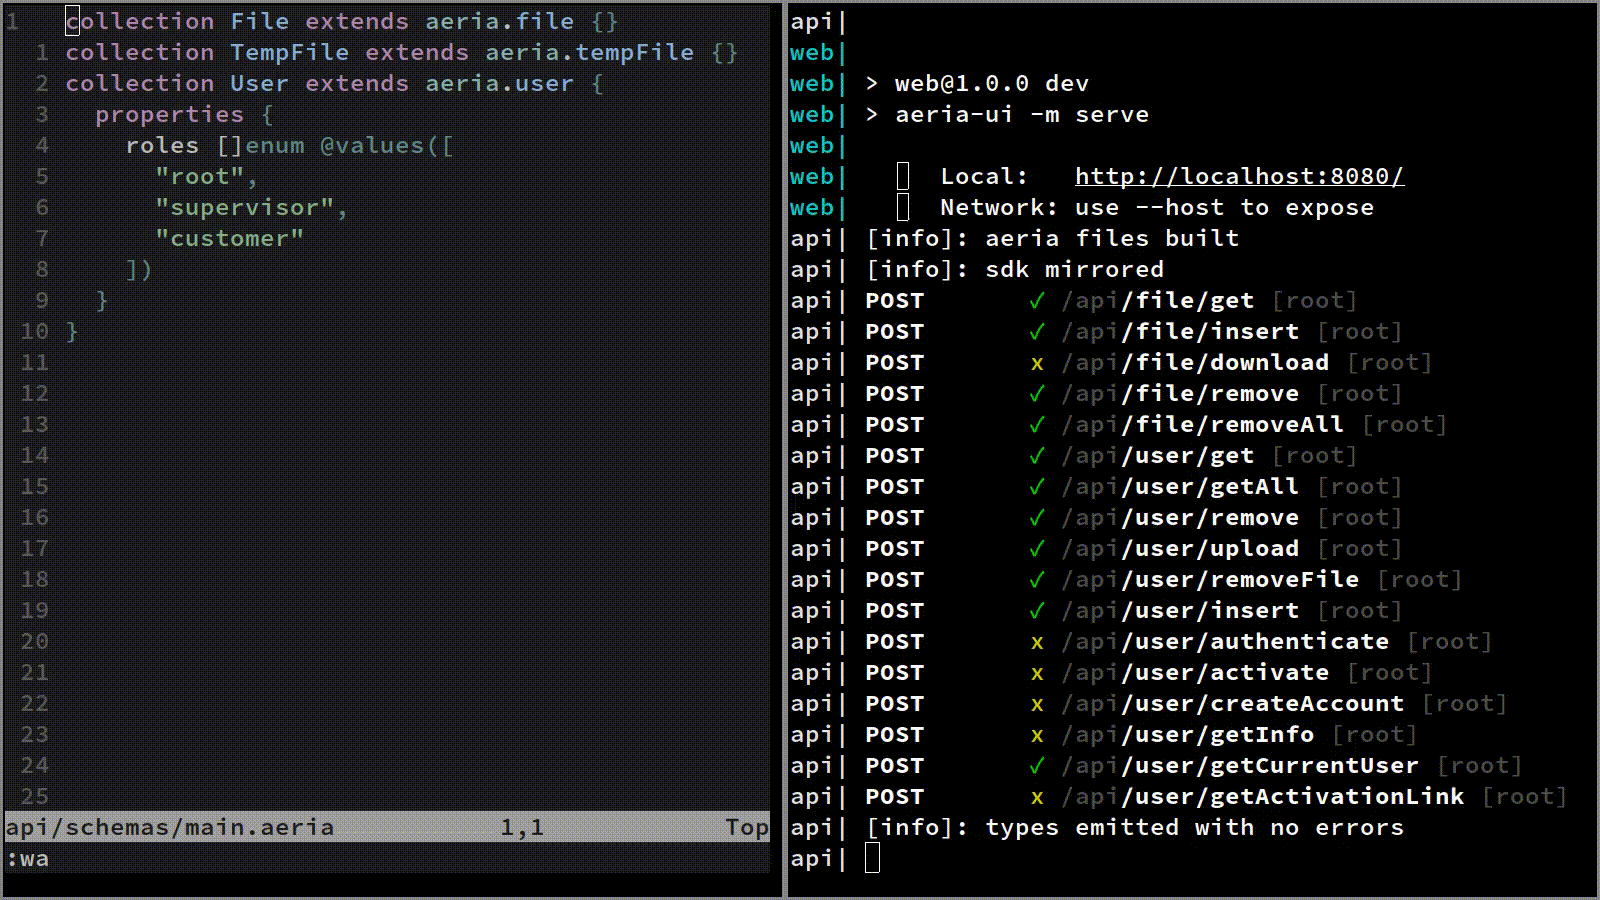 1   collection File extends aeria.file {}
  1 collection TempFile extends aeria.tempFile {}
  2 collection User extends aeria.user {
  3   properties {
  4     roles []enum @values([
  5       "root",
  6       "supervisor",
  7       "customer"
  8     ])
  9   }
 10 }
 11
 12
 13
 14
 15
 16
 17
 18
 19
 20
 21
 22
 23
 24
 25
api/schemas/main.aeria 1,1 Top
:wa
api|
web|
web| > web@1.0.0 dev
web| > aeria-ui -m serve
web|
web| Local: http://localhost:8080/
web| Network: use --host to expose
api| [info]: aeria files built
api| [info]: sdk mirrored
api| POST ✓ /api/file/get [root]
api| POST ✓ /api/file/insert [root]
api| POST x /api/file/download [root]
api| POST ✓ /api/file/remove [root]
api| POST ✓ /api/file/removeAll [root]
api| POST ✓ /api/user/get [root]
api| POST ✓ /api/user/getAll [root]
api| POST ✓ /api/user/remove [root]
api| POST ✓ /api/user/upload [root]
api| POST ✓ /api/user/removeFile [root]
api| POST ✓ /api/user/insert [root]
api| POST x /api/user/authenticate [root]
api| POST x /api/user/activate [root]
api| POST x /api/user/createAccount [root]
api| POST x /api/user/getInfo [root]
api| POST ✓ /api/user/getCurrentUser [root]
api| POST x /api/user/getActivationLink [root]
api| [info]: types emitted with no errors
api|